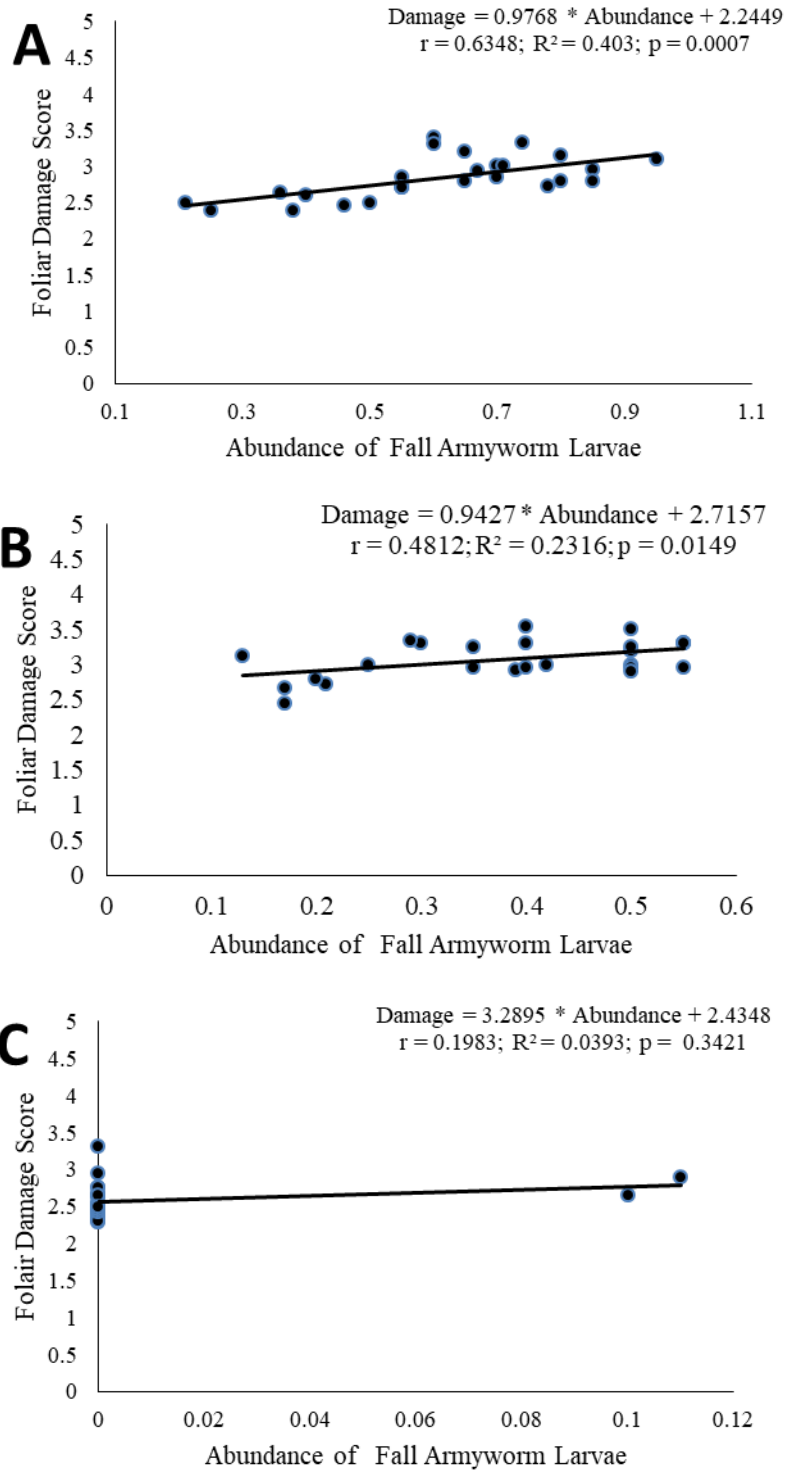 A
Damage = 0.9768 * Abundance + 2.2449
r = 0.6348; R² = 0.403; p = 0.0007
Foliar Damage Score
5
4.5
4
3.5
3
2.5
2
1.5
1
0.5
0
0.1 0.3 0.5 0.7 0.9 1.1
Abundance of Fall Armyworm Larvae
B
Damage = 0.9427 * Abundance + 2.7157
r = 0.4812; R² = 0.2316; p = 0.0149
Foliar Damage Score
5
4.5
4
3.5
3
2.5
2
1.5
1
0.5
0
0 0.1 0.2 0.3 0.4 0.5 0.6
Abundance of Fall Armyworm Larvae
C
Damage = 3.2895 * Abundance + 2.4348
r = 0.1983; R² = 0.0393; p = 0.3421
Folair Damage Score
5
4.5
4
3.5
3
2.5
2
1.5
1
0.5
0
0 0.02 0.04 0.06 0.08 0.1 0.12
Abundance of Fall Armyworm Larvae